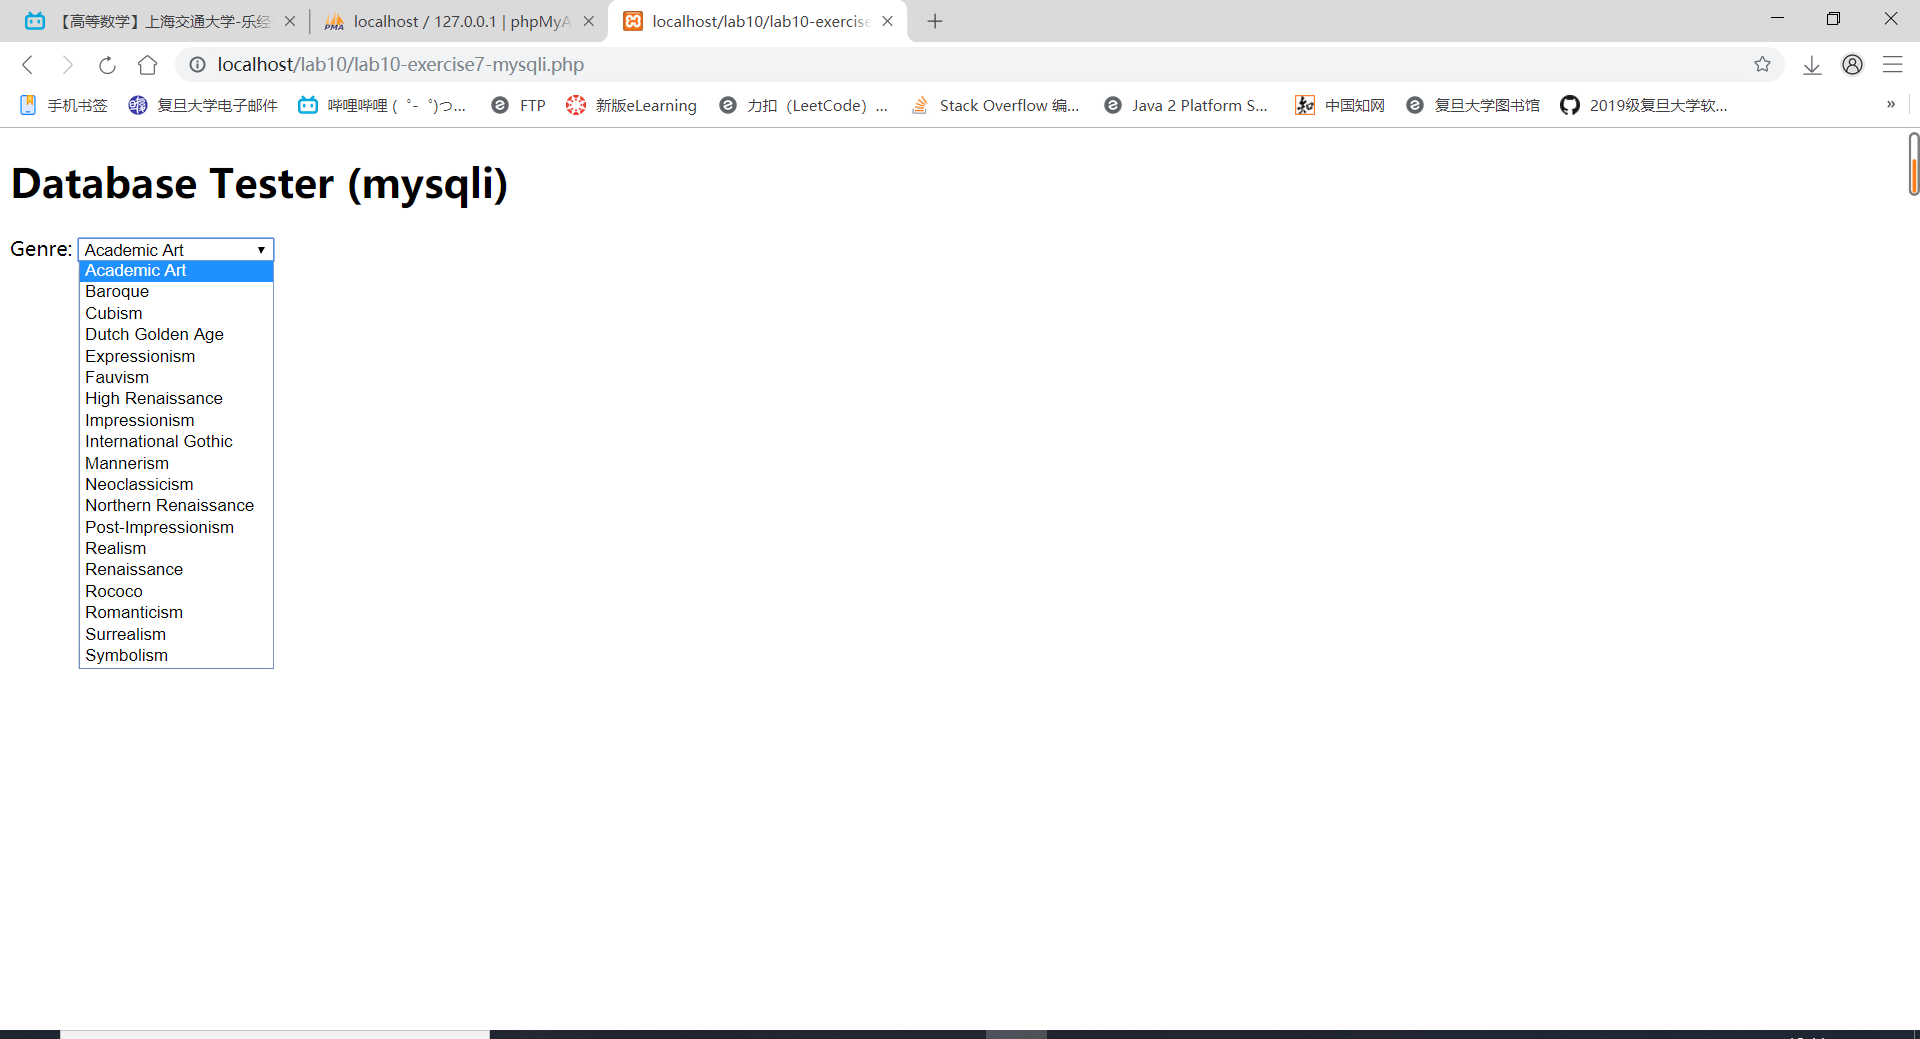 【高等数学】上海交通大学-乐经
localhost / 127.0.0.1 | phpMyA
localhost/lab10/lab10-exercise
localhost/lab10/lab10-exercise7-mysqli.php
手机书签 复旦大学电子邮件 哔哩哔哩 ( ゜- ゜)つ... FTP 新版eLearning 力扣（LeetCode）... Stack Overflow 编... Java 2 Platform S... 中国知网 复旦大学图书馆 2019级复旦大学软... »
Database Tester (mysqli)
Genre: Academic Art
Academic Art
Baroque
Cubism
Dutch Golden Age
Expressionism
Fauvism
High Renaissance
Impressionism
International Gothic
Mannerism
Neoclassicism
Northern Renaissance
Post-Impressionism
Realism
Renaissance
Rococo
Romanticism
Surrealism
Symbolism